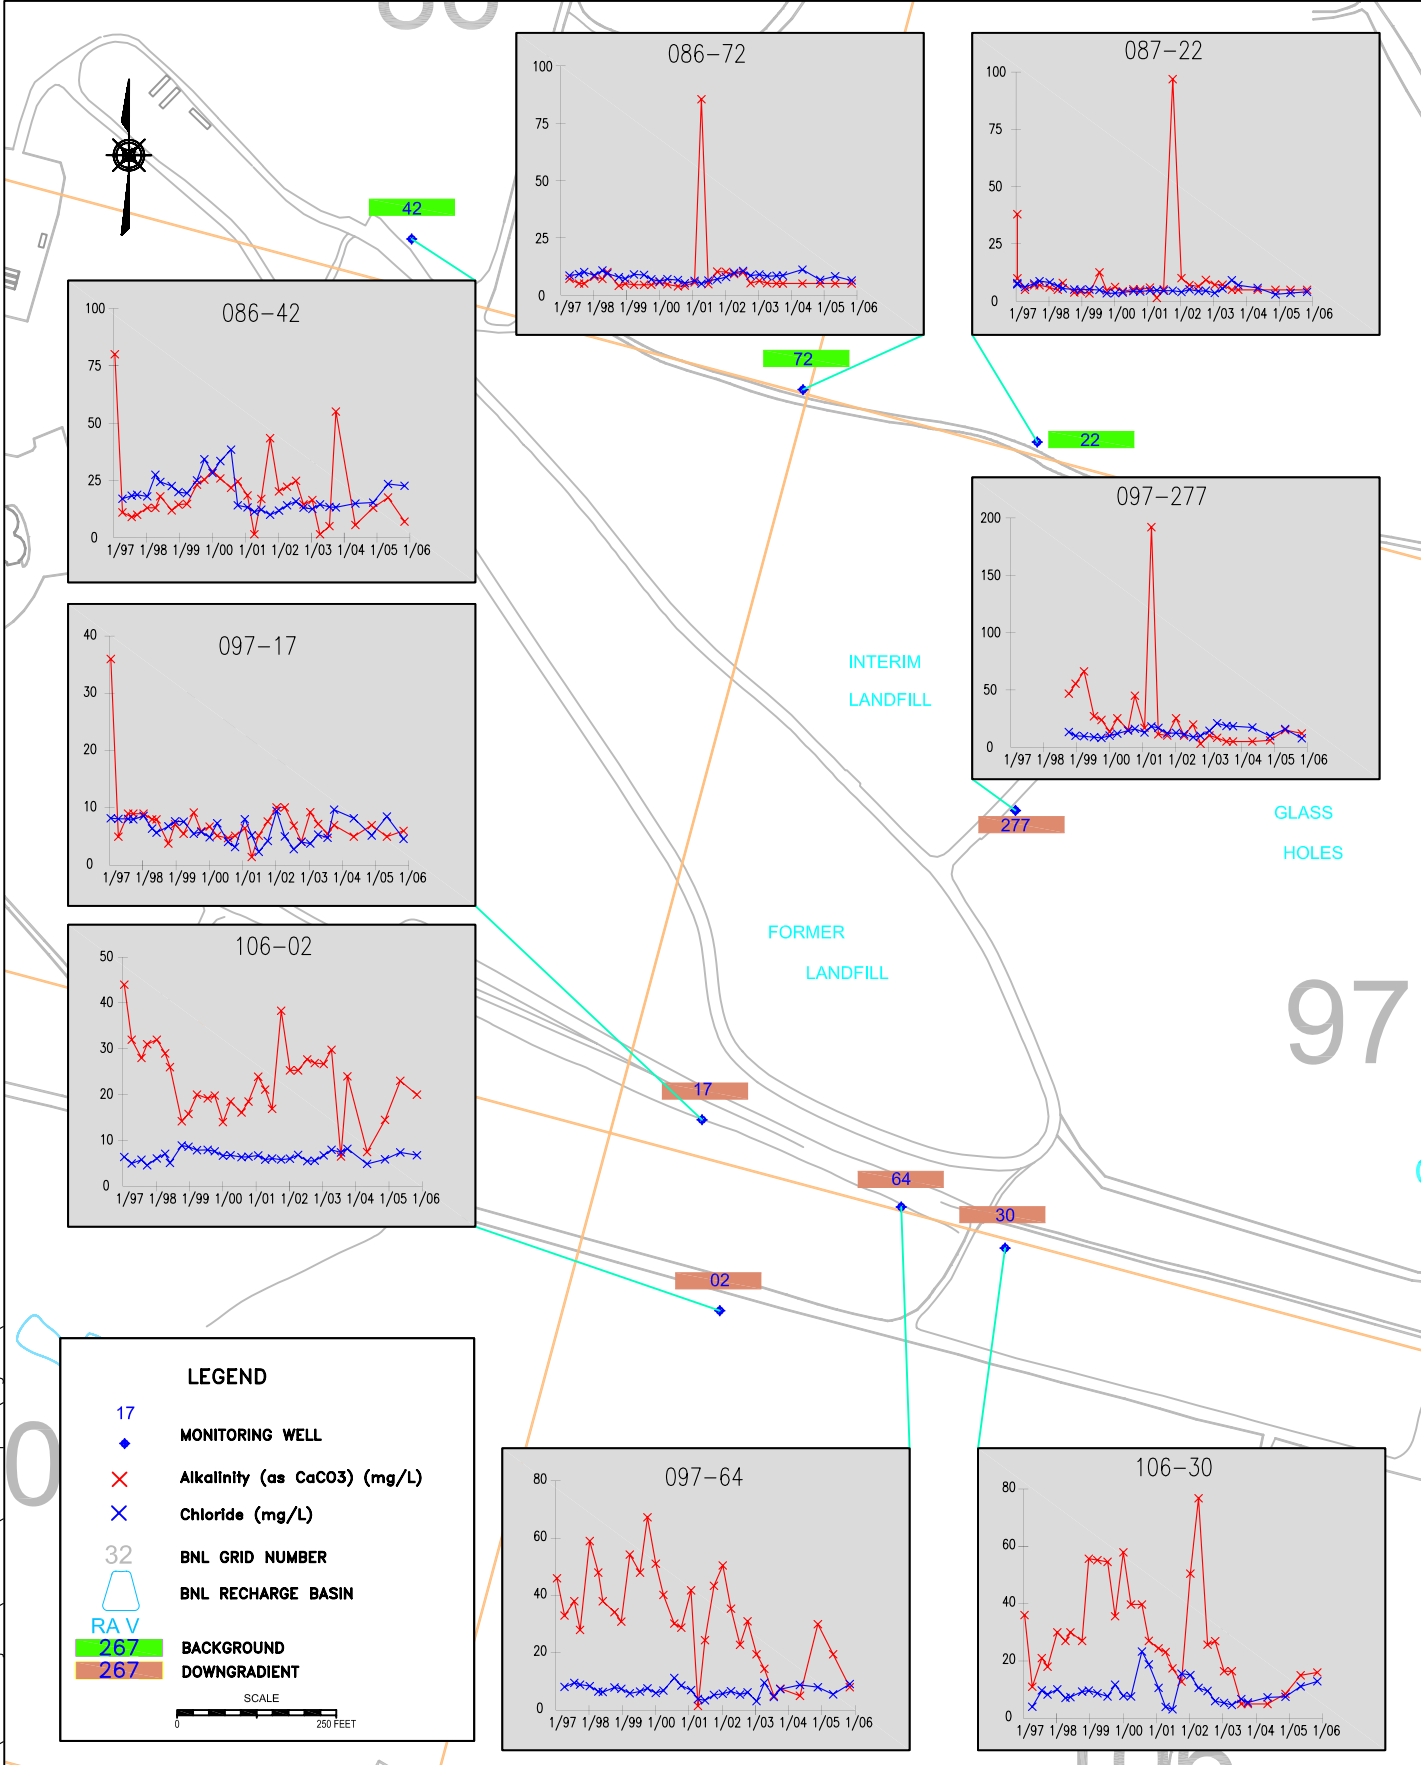 086-72
100
75
50
25
0
1/97 1/98 1/99 1/00 1/01 1/02 1/03 1/04 1/05 1/06
087-22
100
75
50
25
0
1/97 1/98 1/99 1/00 1/01 1/02 1/03 1/04 1/05 1/06
42
086-42
100
75
50
25
0
1/97 1/98 1/99 1/00 1/01 1/02 1/03 1/04 1/05 1/06
72
22
097-277
200
150
100
50
0
1/97 1/98 1/99 1/00 1/01 1/02 1/03 1/04 1/05 1/06
097-17
40
30
20
10
0
1/97 1/98 1/99 1/00 1/01 1/02 1/03 1/04 1/05 1/06
INTERIM
LANDFILL
277
GLASS
HOLES
FORMER
LANDFILL
97
106-02
50
40
30
20
10
0
1/97 1/98 1/99 1/00 1/01 1/02 1/03 1/04 1/05 1/06
17
64
30
02
LEGEND
17
MONITORING WELL
Alkalinity (as CaCO3) (mg/L)
Chloride (mg/L)
32 BNL GRID NUMBER
BNL RECHARGE BASIN
RA V
267 BACKGROUND
267 DOWNGRADIENT
SCALE
0 250 FEET
097-64
80
60
40
20
0
1/97 1/98 1/99 1/00 1/01 1/02 1/03 1/04 1/05 1/06
106-30
80
60
40
20
0
1/97 1/98 1/99 1/00 1/01 1/02 1/03 1/04 1/05 1/06